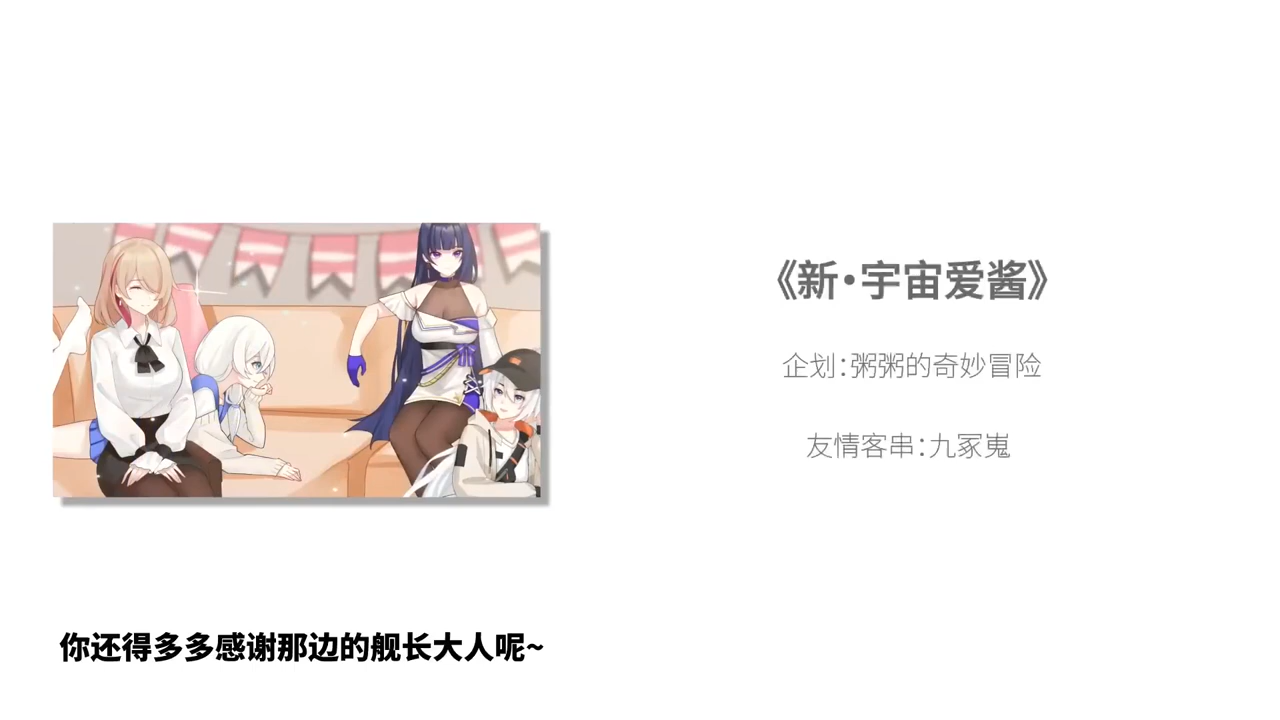 《新·宇宙爱酱》
企划:粥粥的奇妙冒险
友情客串:九冢嵬
你还得多多感谢那边的舰长大人呢~